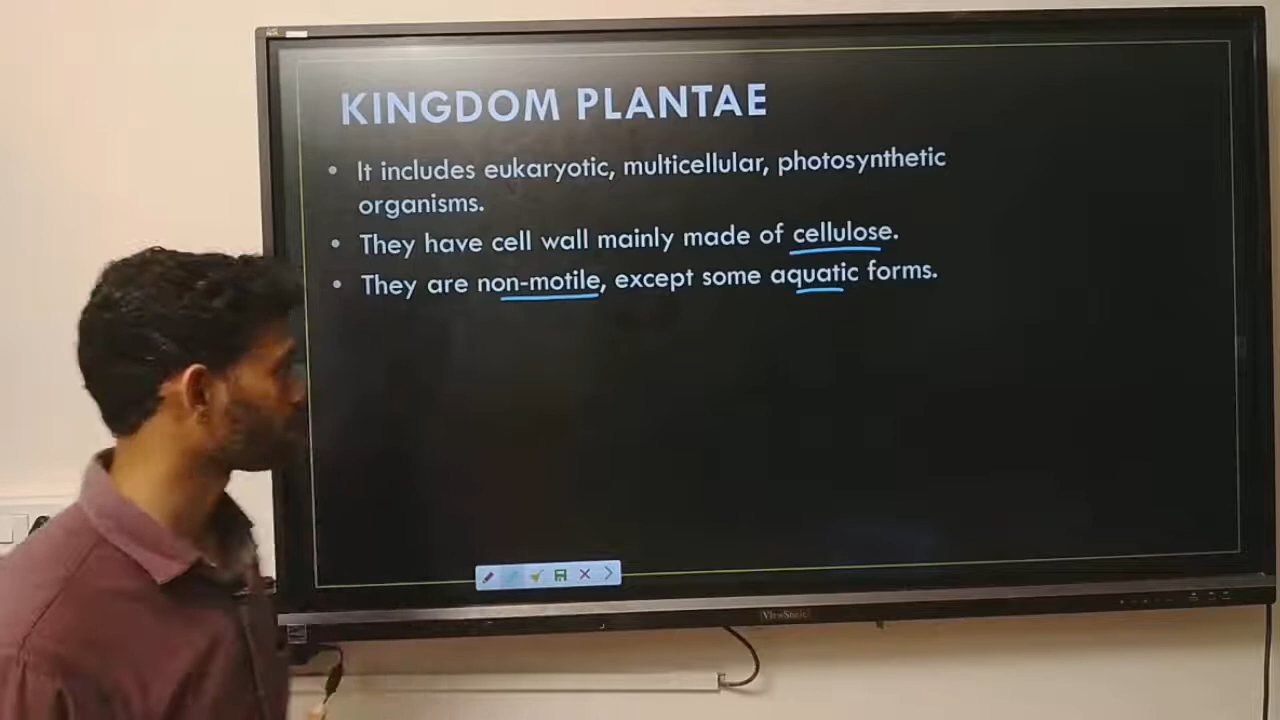 KINGDOM PLANTAE
• It includes eukaryotic, multicellular, photosynthetic
organisms.
• They have cell wall mainly made of cellulose.
• They are non-motile, except some aquatic forms.
ViewSonic